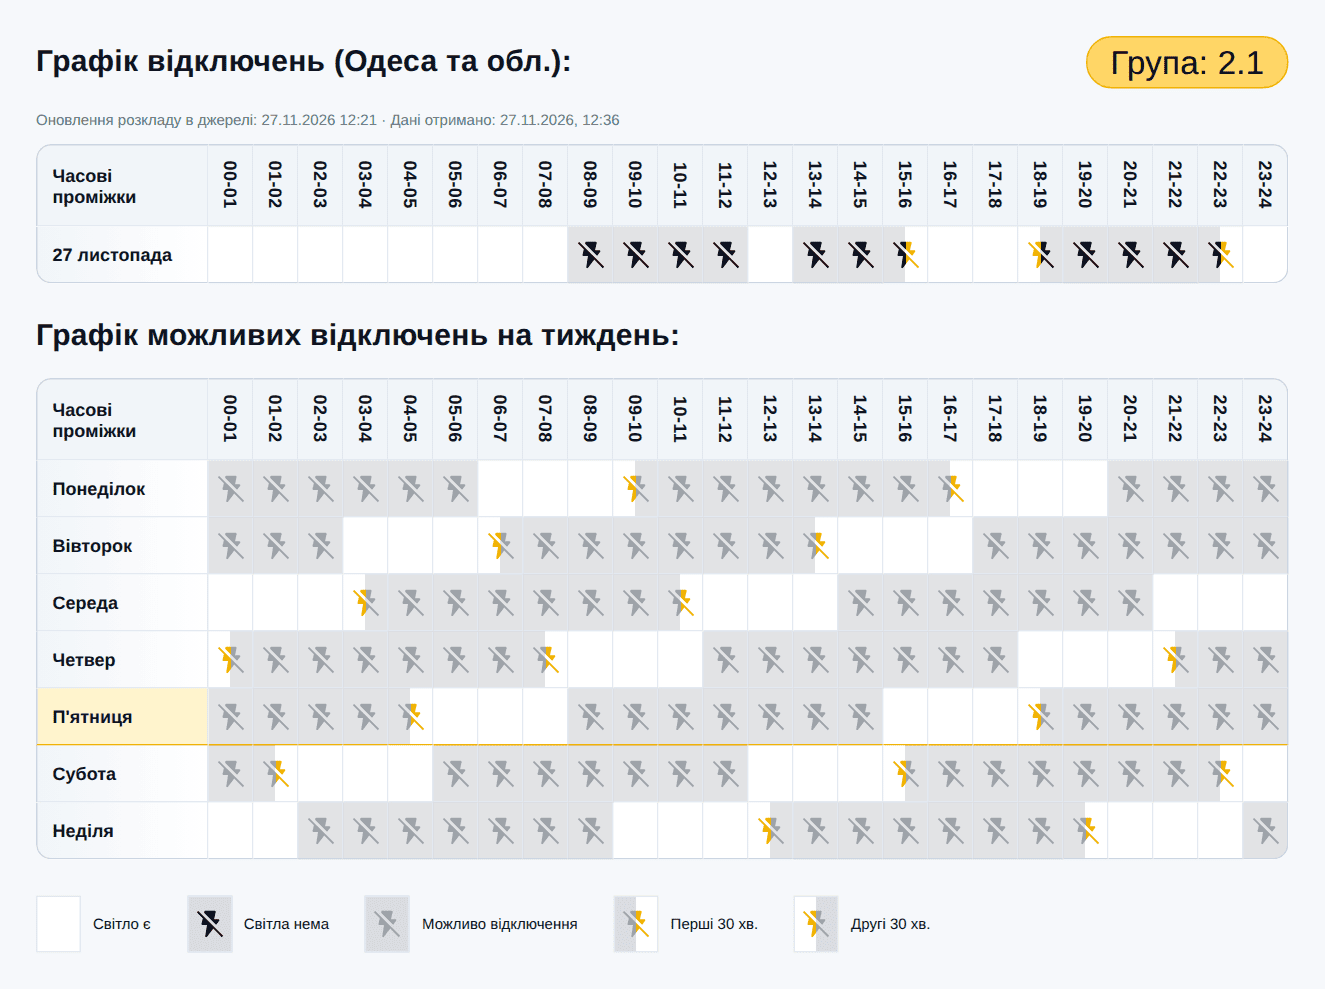 Графік відключень (Одеса та обл.):
Група: 2.1
Оновлення розкладу в джерелі: 27.11.2026 12:21 · Дані отримано: 27.11.2026, 12:36
Часові проміжки 00-01 01-02 02-03 03-04 04-05 05-06 06-07 07-08 08-09 09-10 10-11 11-12 12-13 13-14 14-15 15-16 16-17 17-18 18-19 19-20 20-21 21-22 22-23 23-24
27 листопада
Графік можливих відключень на тиждень:
Часові проміжки 00-01 01-02 02-03 03-04 04-05 05-06 06-07 07-08 08-09 09-10 10-11 11-12 12-13 13-14 14-15 15-16 16-17 17-18 18-19 19-20 20-21 21-22 22-23 23-24
Понеділок
Вівторок
Середа
Четвер
П'ятниця
Субота
Неділя
Світло є Світла нема Можливо відключення Перші 30 хв. Другі 30 хв.